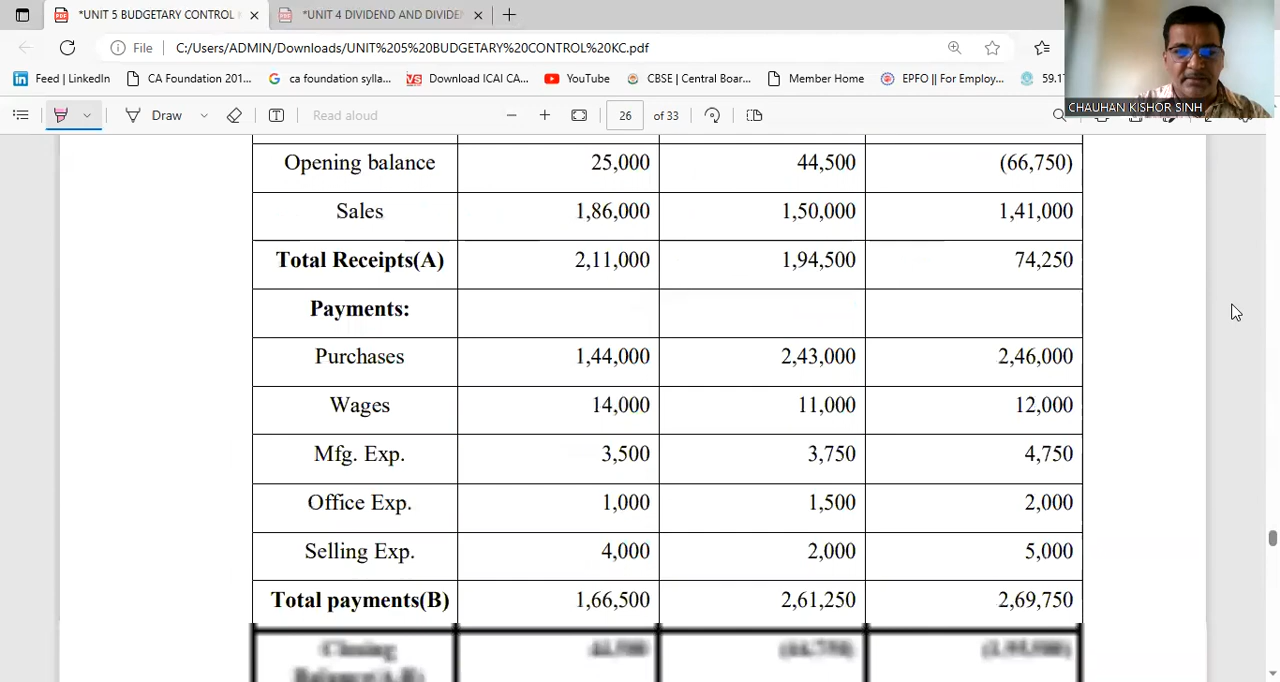 *UNIT 5 BUDGETARY CONTROL
*UNIT 4 DIVIDEND AND DIVIDE
File C:/Users/ADMIN/Downloads/UNIT%205%20BUDGETARY%20CONTROL%20KC.pdf
CHAUHAN KISHOR SINH
Feed | LinkedIn CA Foundation 201... ca foundation sylla... Download ICAI CA... YouTube CBSE | Central Boar... Member Home EPFO || For Employ... 59.1
Draw Read aloud 26 of 33
Opening balance 25,000 44,500 (66,750)
Sales 1,86,000 1,50,000 1,41,000
Total Receipts(A) 2,11,000 1,94,500 74,250
Payments:
Purchases 1,44,000 2,43,000 2,46,000
Wages 14,000 11,000 12,000
Mfg. Exp. 3,500 3,750 4,750
Office Exp. 1,000 1,500 2,000
Selling Exp. 4,000 2,000 5,000
Total payments(B) 1,66,500 2,61,250 2,69,750
Closing